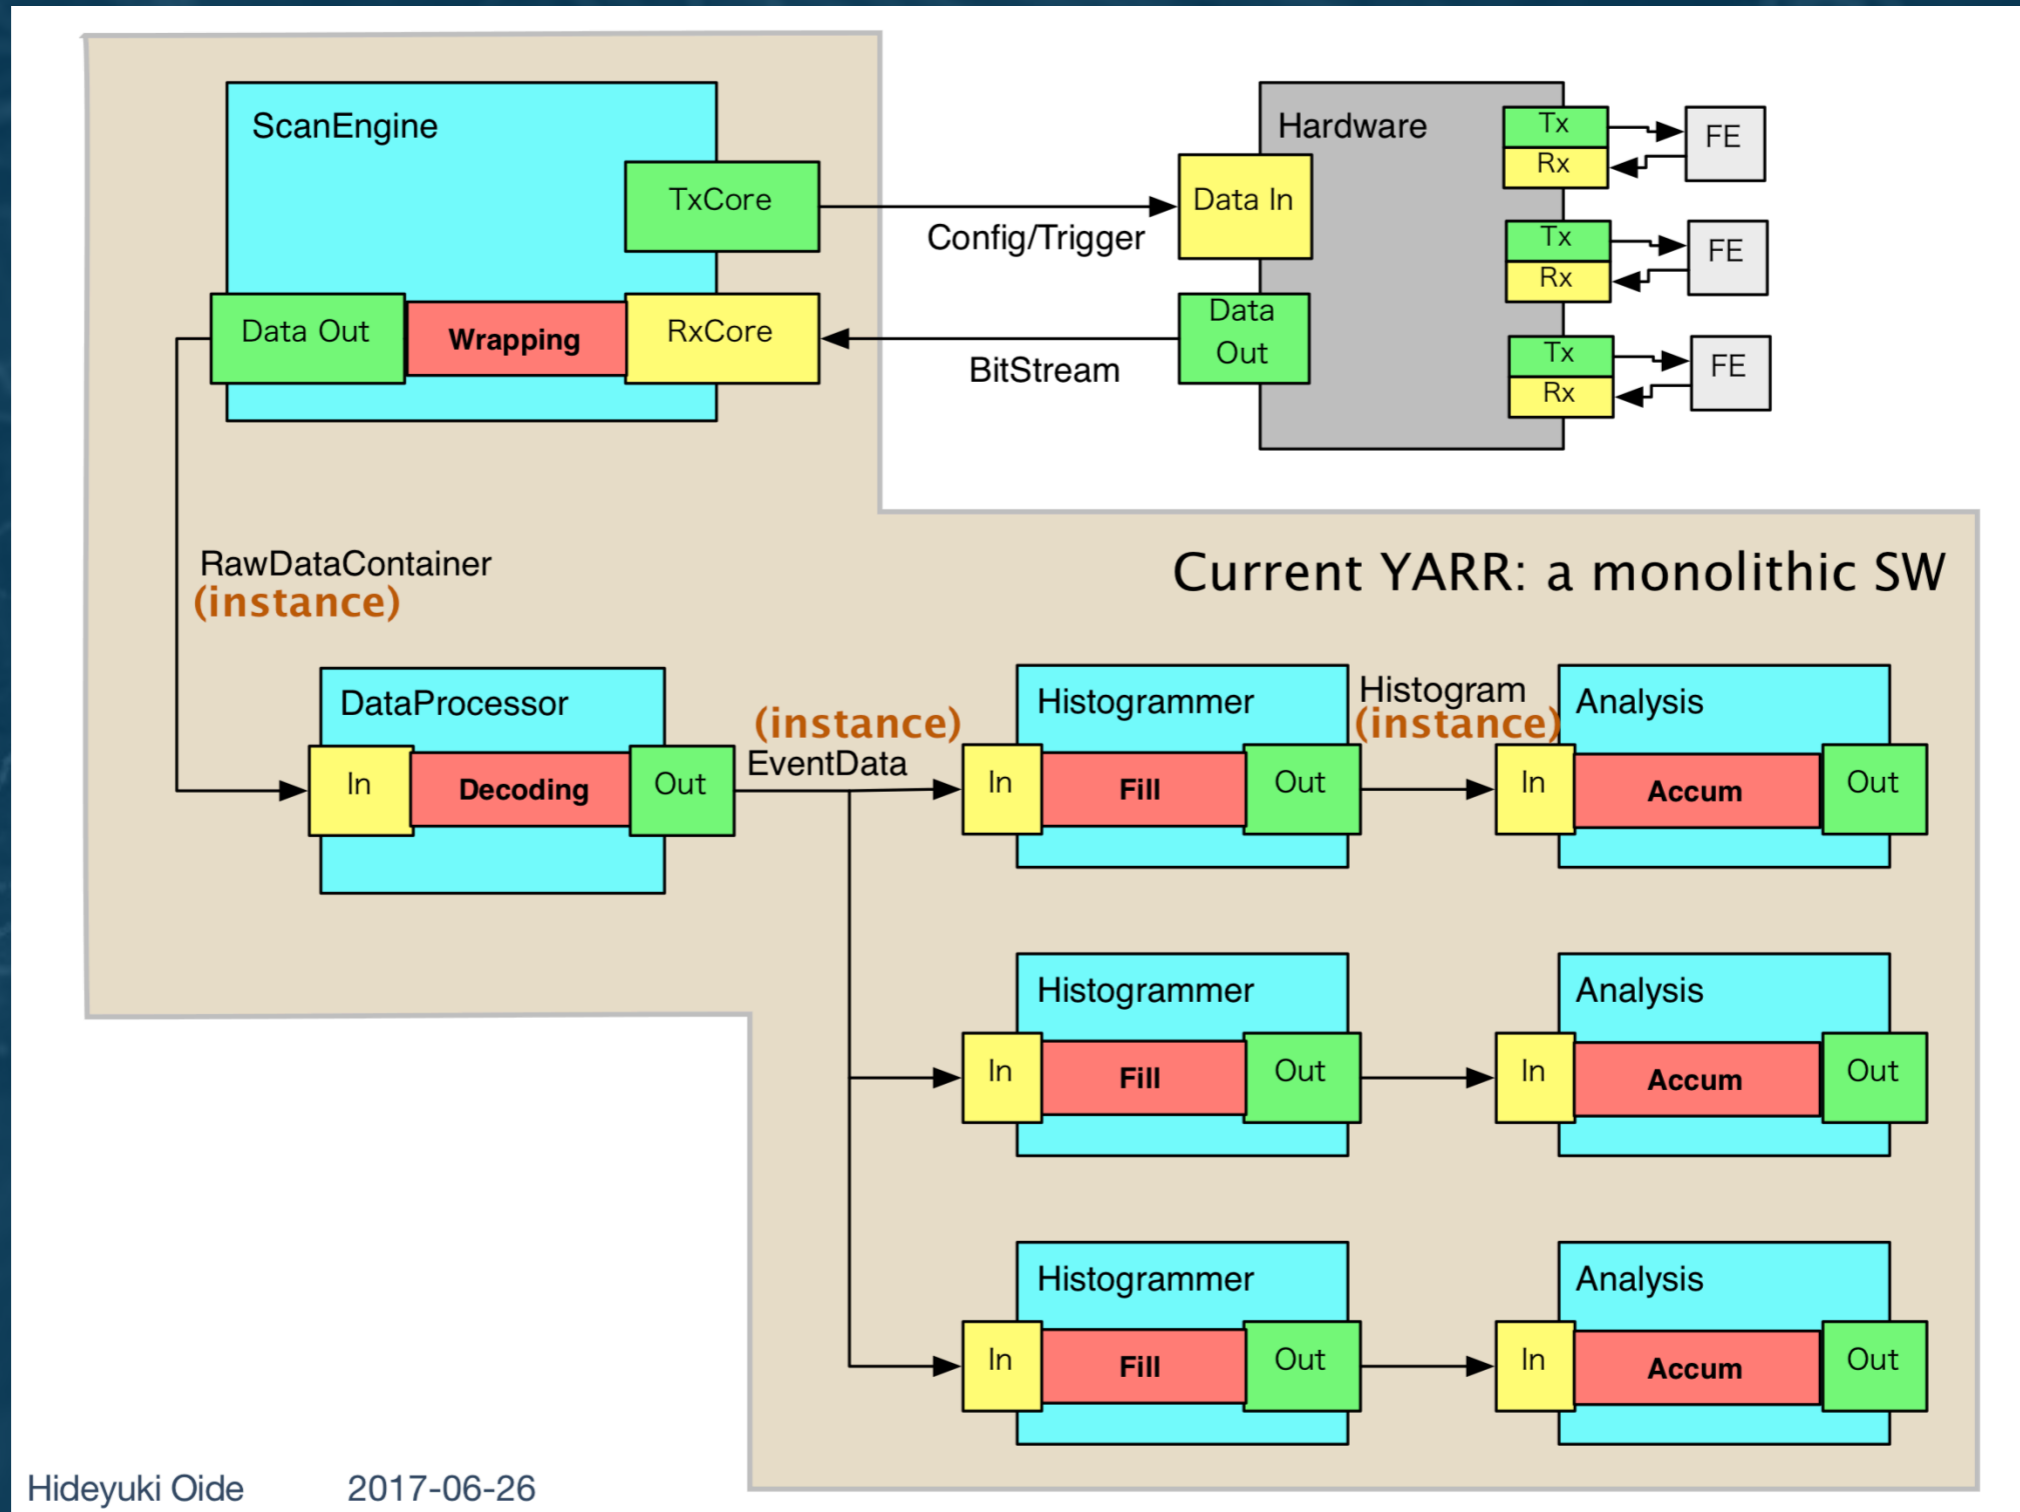 ScanEngine
TxCore
Data Out
Wrapping
RxCore
Config/Trigger
BitStream
Hardware
Data In
Data
Out
Tx
Rx
FE
Tx
Rx
FE
Tx
Rx
FE
Current YARR: a monolithic SW
RawDataContainer
(instance)
DataProcessor
In
Decoding
Out
(instance)
EventData
Histogrammer
In
Fill
Out
Histogram
(instance)
Analysis
In
Accum
Out
Histogrammer
In
Fill
Out
Analysis
In
Accum
Out
Histogrammer
In
Fill
Out
Analysis
In
Accum
Out
Hideyuki Oide 2017-06-26